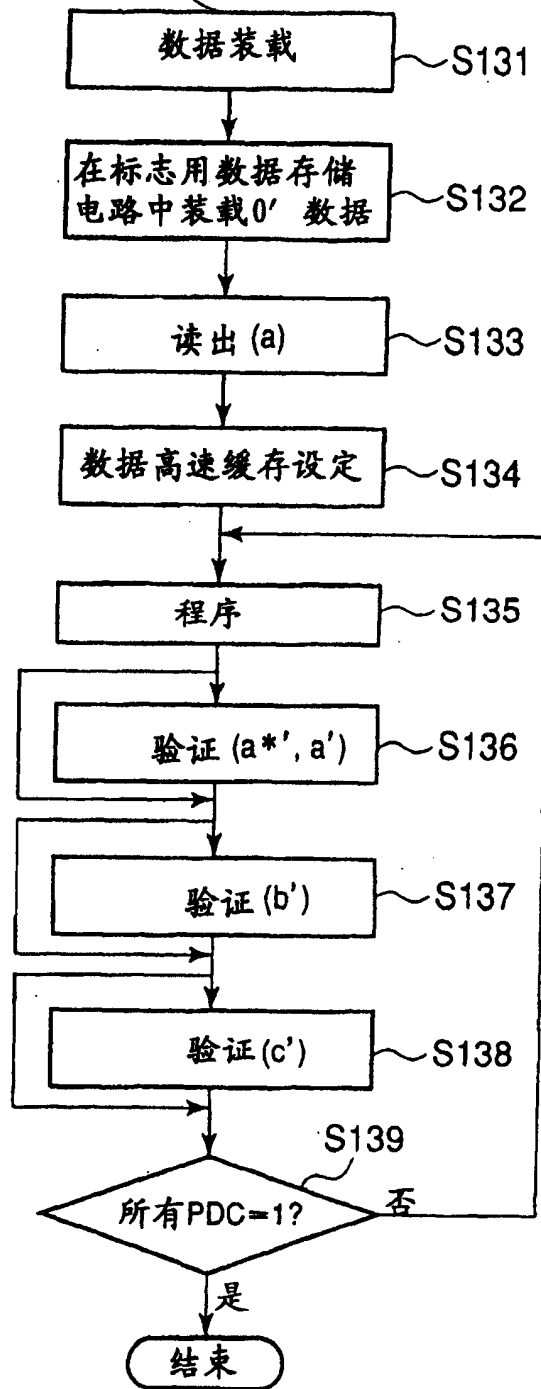 数据装载
S131
在标志用数据存储
电路中装载0' 数据
S132
读出(a)
S133
数据高速缓存设定
S134
程序
S135
验证(a*', a')
S136
验证(b')
S137
验证(c')
S138
S139
所有PDC=1?
否
是
结束